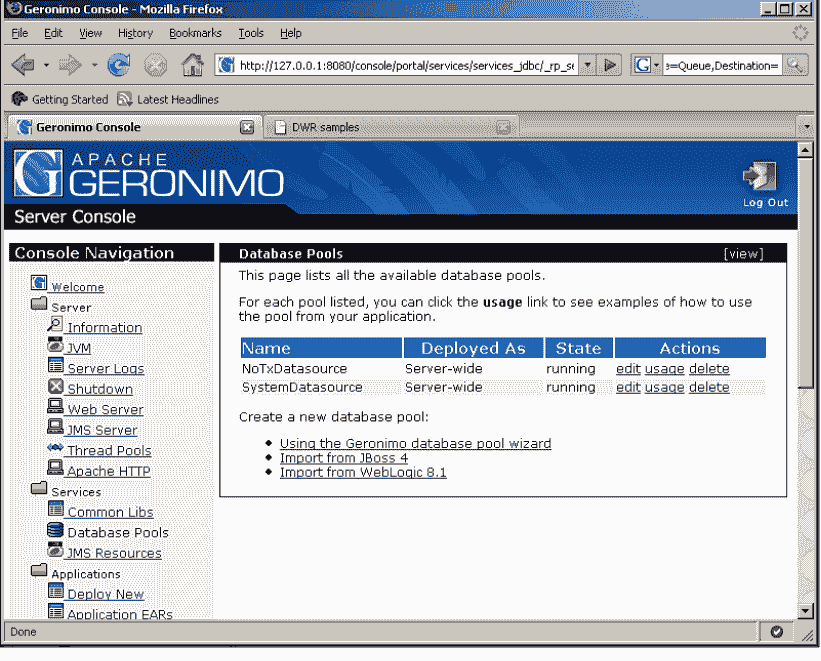 Geronimo Console - Mozilla Firefox
File Edit View History Bookmarks Tools Help
http://127.0.0.1:8080/console/portal/services/services_jdbc/_rp_se
G
s=Queue,Destination=
Getting Started Latest Headlines
Geronimo Console
DWR samples
APACHE
GERONIMO
Log Out
Server Console
Console Navigation
Welcome
Server
Information
JVM
Server Logs
Shutdown
Web Server
JMS Server
Thread Pools
Apache HTTP
Services
Common Libs
Database Pools
JMS Resources
Applications
Deploy New
Application EARs
Database Pools [view]
This page lists all the available database pools.
For each pool listed, you can click the usage link to see examples of how to use
the pool from your application.
Name Deployed As State Actions
NoTxDatasource Server-wide running edit usage delete
SystemDatasource Server-wide running edit usage delete
Create a new database pool:
Using the Geronimo database pool wizard
Import from JBoss 4
Import from WebLogic 8.1
Done